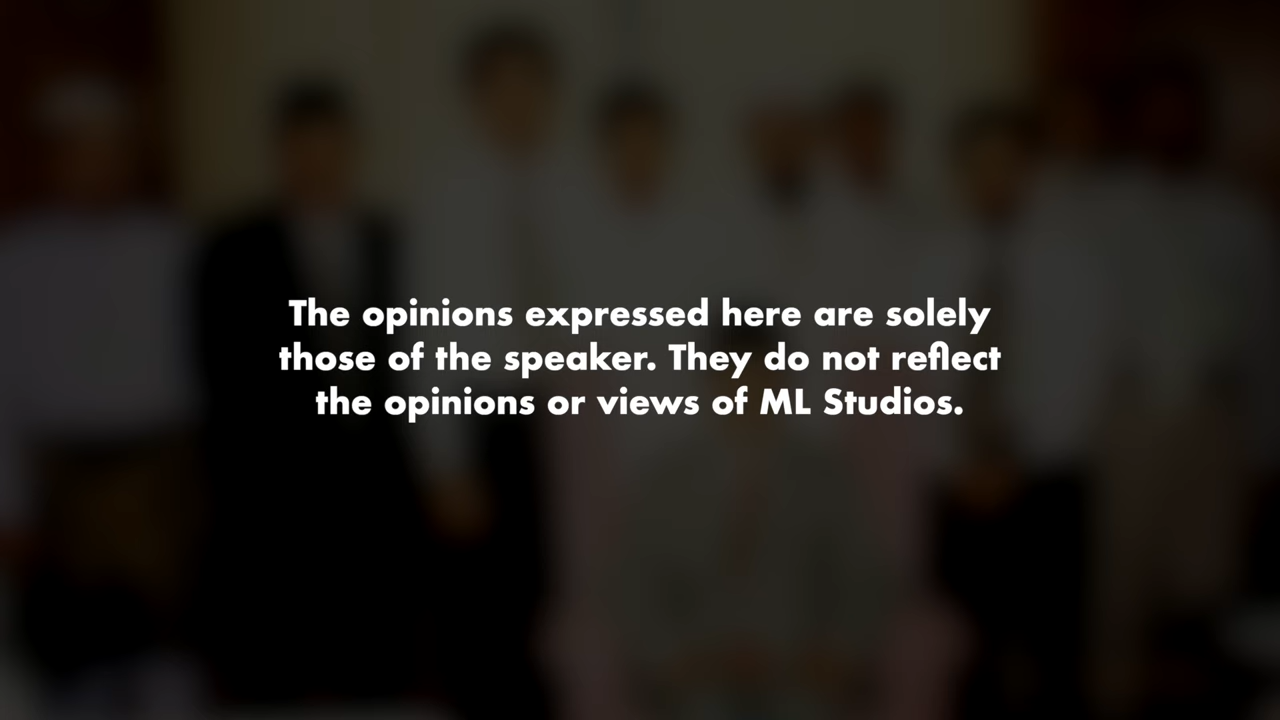 The opinions expressed here are solely
those of the speaker. They do not reflect
the opinions or views of ML Studios.